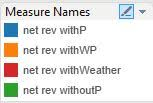 Measure Names
net rev withP
net rev withWP
net rev withWeather
net rev withoutP